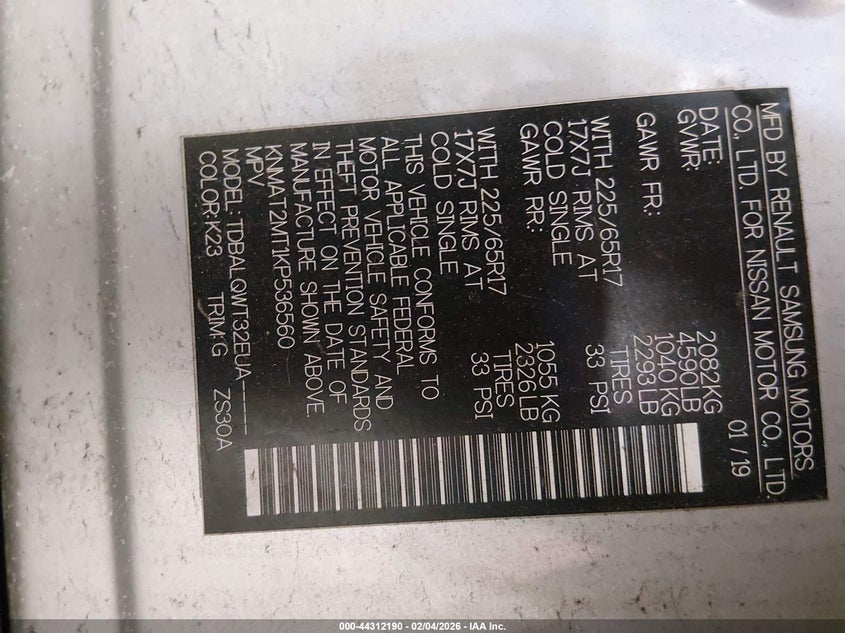 MFD BY RENAULT SAMSUNG MOTORS
CO., LTD. FOR NISSAN MOTOR CO., LTD.
DATE: 01 / 19
GVWR: 2082KG
4590LB
GAWR FR: 1040 KG
2293LB
WITH 225/65R17 TIRES
17X7J RIMS AT 33 PSI
COLD SINGLE
GAWR RR: 1055 KG
2326LB
WITH 225/65R17 TIRES
17X7J RIMS AT 33 PSI
COLD SINGLE
THIS VEHICLE CONFORMS TO
ALL APPLICABLE FEDERAL
MOTOR VEHICLE SAFETY AND
THEFT PREVENTION STANDARDS
IN EFFECT ON THE DATE OF
MANUFACTURE SHOWN ABOVE.
KNMAT2MT1KP536560
MPV
MODEL: TDBALQWT32EUA-----
COLOR:K23 TRIM:G ZS30A
000-44312190 - 02/04/2026 - IAA Inc.